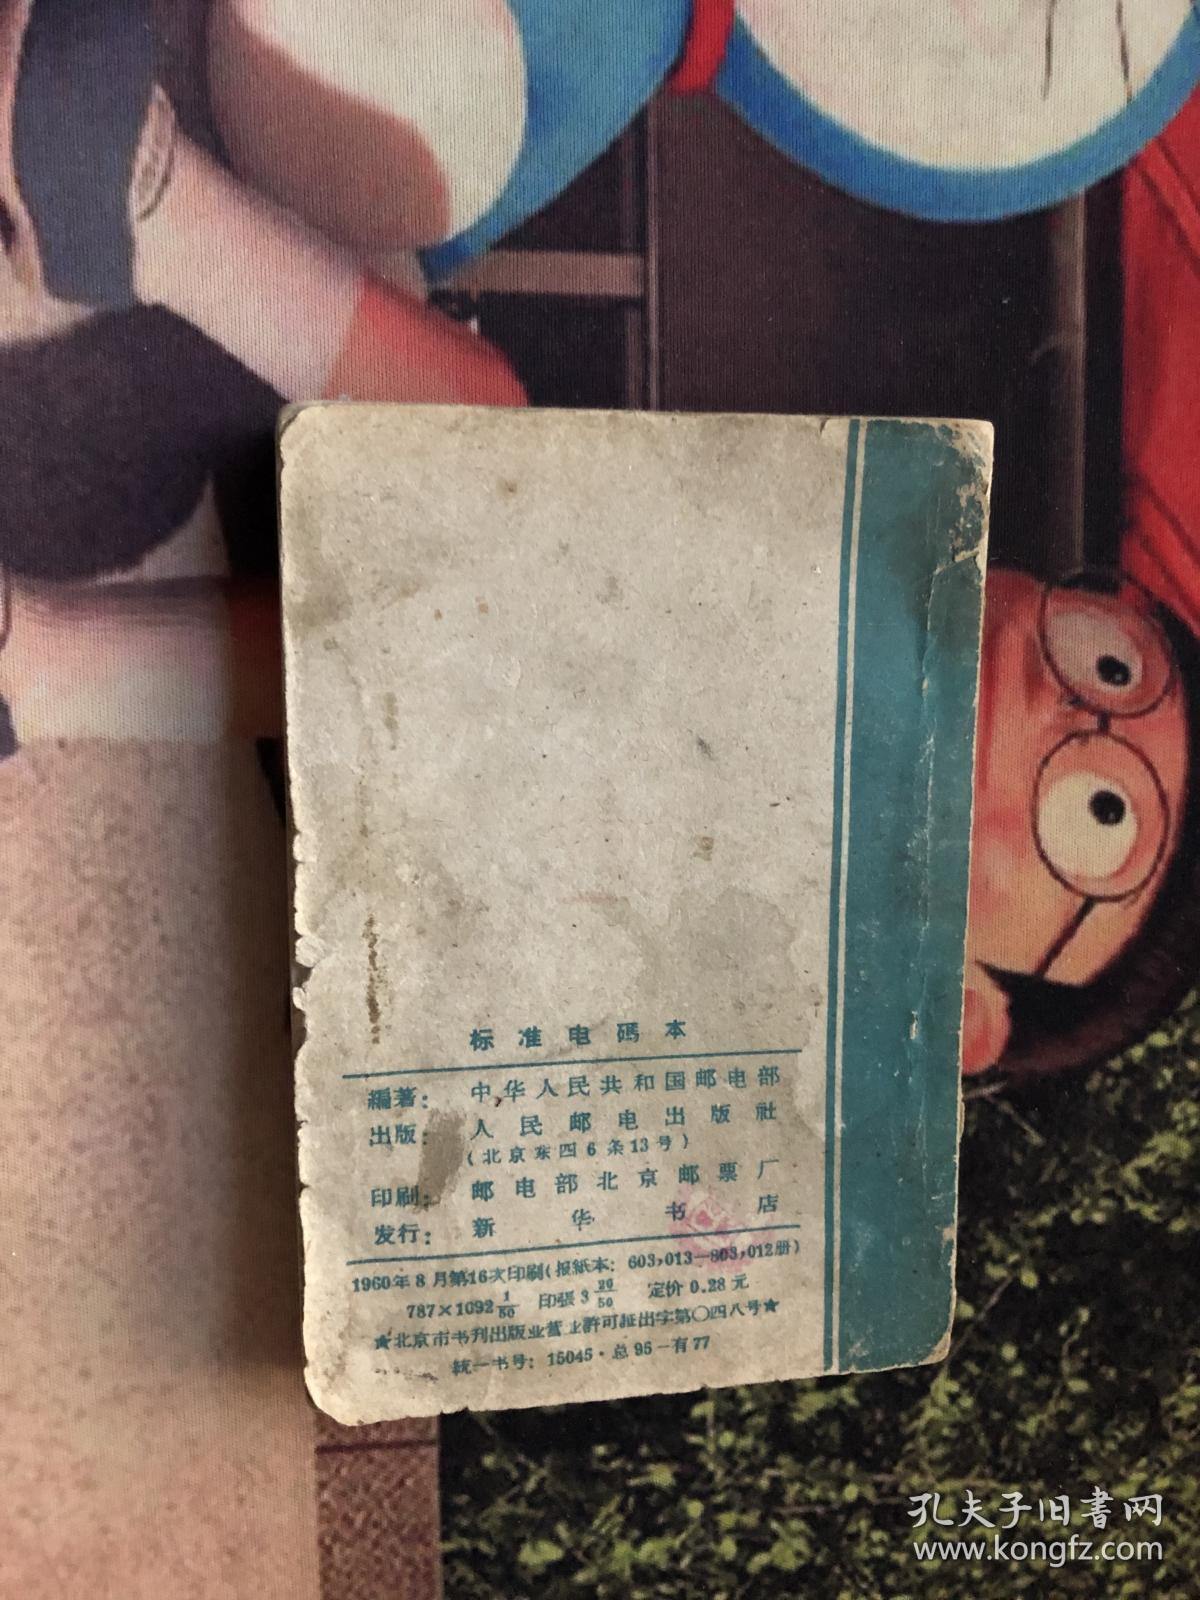 标准电碼本
編著： 中华人民共和国邮电部
出版： 人民邮电出版社
（北京东四6条13号）
印刷： 邮电部北京邮票厂
发行： 新华书店
1960年8月第16次印刷（报紙本：603,013—803,012册）
787×1092 1/50 印張3 20/50 定价0.28元
★北京市书刊出版业营业許可証出字第〇四八号★
統一书号：15045·总95—有77
孔夫子旧書网
www.kongfz.com